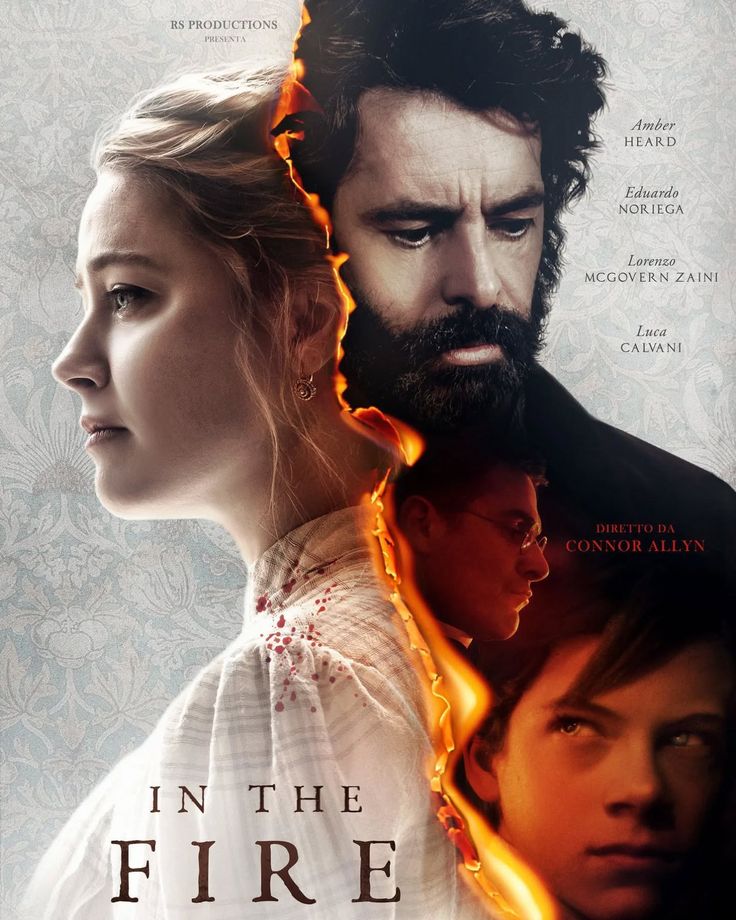 RS PRODUCTIONS
PRESENTA
Amber
HEARD
Eduardo
NORIEGA
Lorenzo
MCGOVERN ZAINI
Luca
CALVANI
DIRETTO DA
CONNOR ALLYN
IN THE
FIRE